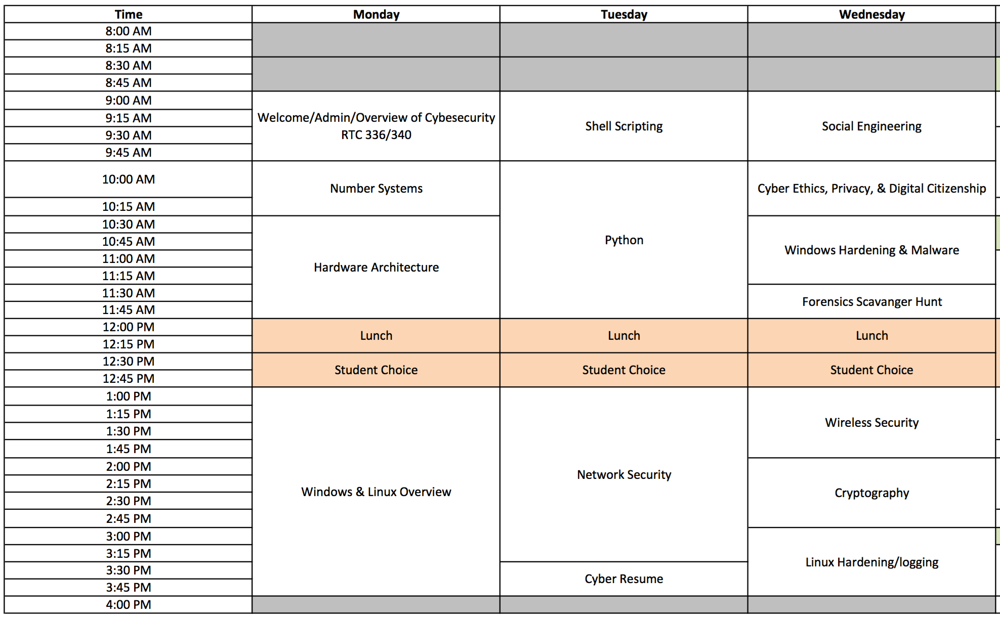 Time Monday Tuesday Wednesday
8:00 AM
8:15 AM
8:30 AM
8:45 AM
9:00 AM
9:15 AM Welcome/Admin/Overview of Cybesecurity
RTC 336/340 Shell Scripting Social Engineering
9:30 AM
9:45 AM
10:00 AM Number Systems Cyber Ethics, Privacy, & Digital Citizenship
10:15 AM
10:30 AM
10:45 AM Python Windows Hardening & Malware
11:00 AM Hardware Architecture
11:15 AM
11:30 AM Forensics Scavanger Hunt
11:45 AM
12:00 PM Lunch Lunch Lunch
12:15 PM
12:30 PM Student Choice Student Choice Student Choice
12:45 PM
1:00 PM
1:15 PM Wireless Security
1:30 PM
1:45 PM
2:00 PM Network Security
2:15 PM Windows & Linux Overview Cryptography
2:30 PM
2:45 PM
3:00 PM
3:15 PM Linux Hardening/logging
3:30 PM Cyber Resume
3:45 PM
4:00 PM